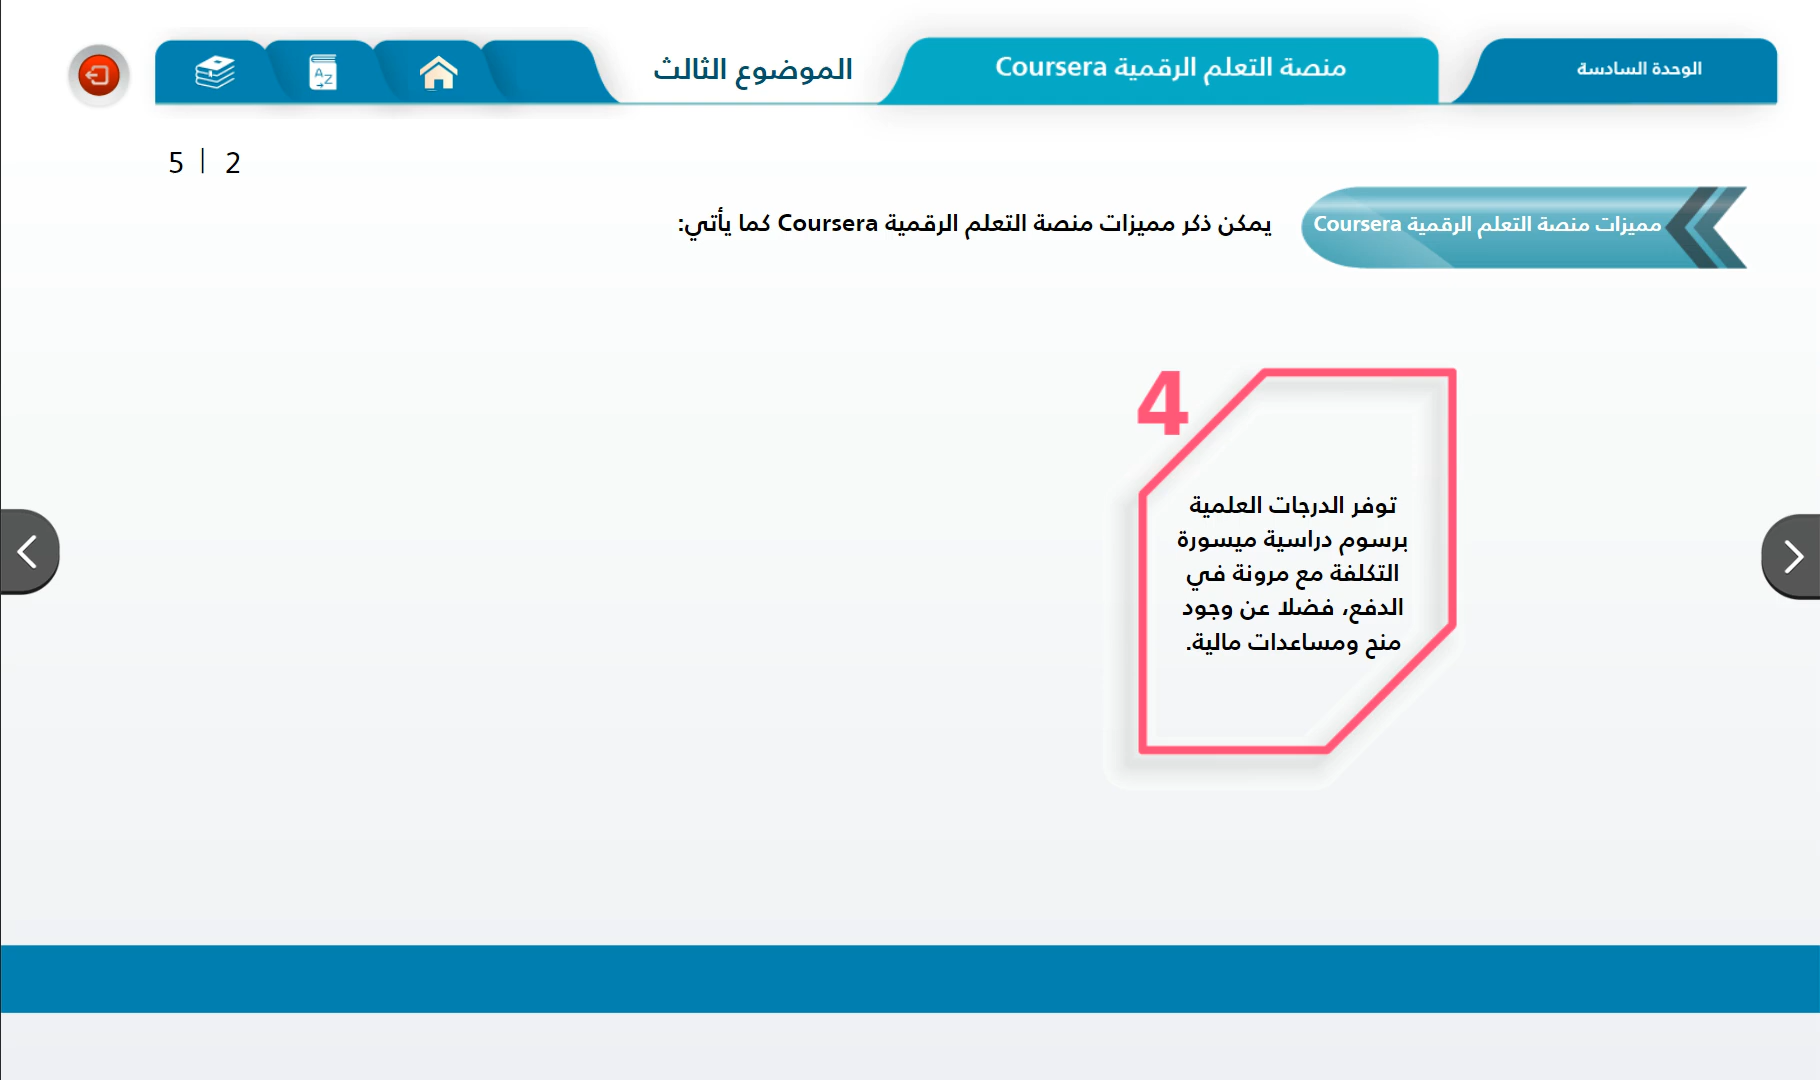 الوحدة السادسة
منصة التعلم الرقمية Coursera
الموضوع الثالث
A
Z
2 | 5
مميزات منصة التعلم الرقمية Coursera
يمكن ذكر مميزات منصة التعلم الرقمية Coursera كما يأتي:
4
توفر الدرجات العلمية
برسوم دراسية ميسورة
التكلفة مع مرونة في
الدفع، فضلا عن وجود
منح ومساعدات مالية.